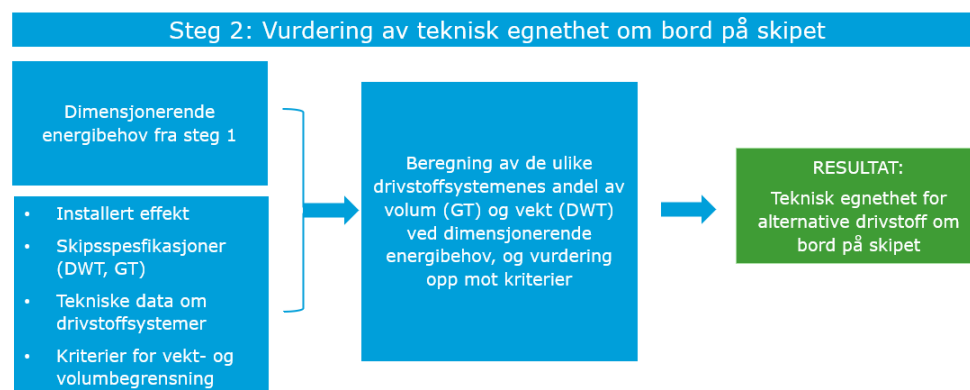 Steg 2: Vurdering av teknisk egnethet om bord på skipet
Dimensjonerende
energibehov fra steg 1
• Installert effekt
• Skipsspesifikasjoner
(DWT, GT)
• Tekniske data om
drivstoffsystemer
• Kriterier for vekt- og
volumbegrensning
Beregning av de ulike
drivstoffsystemenes andel av
volum (GT) og vekt (DWT)
ved dimensjonerende
energibehov, og vurdering
opp mot kriterier
RESULTAT:
Teknisk egnethet for
alternative drivstoff om
bord på skipet